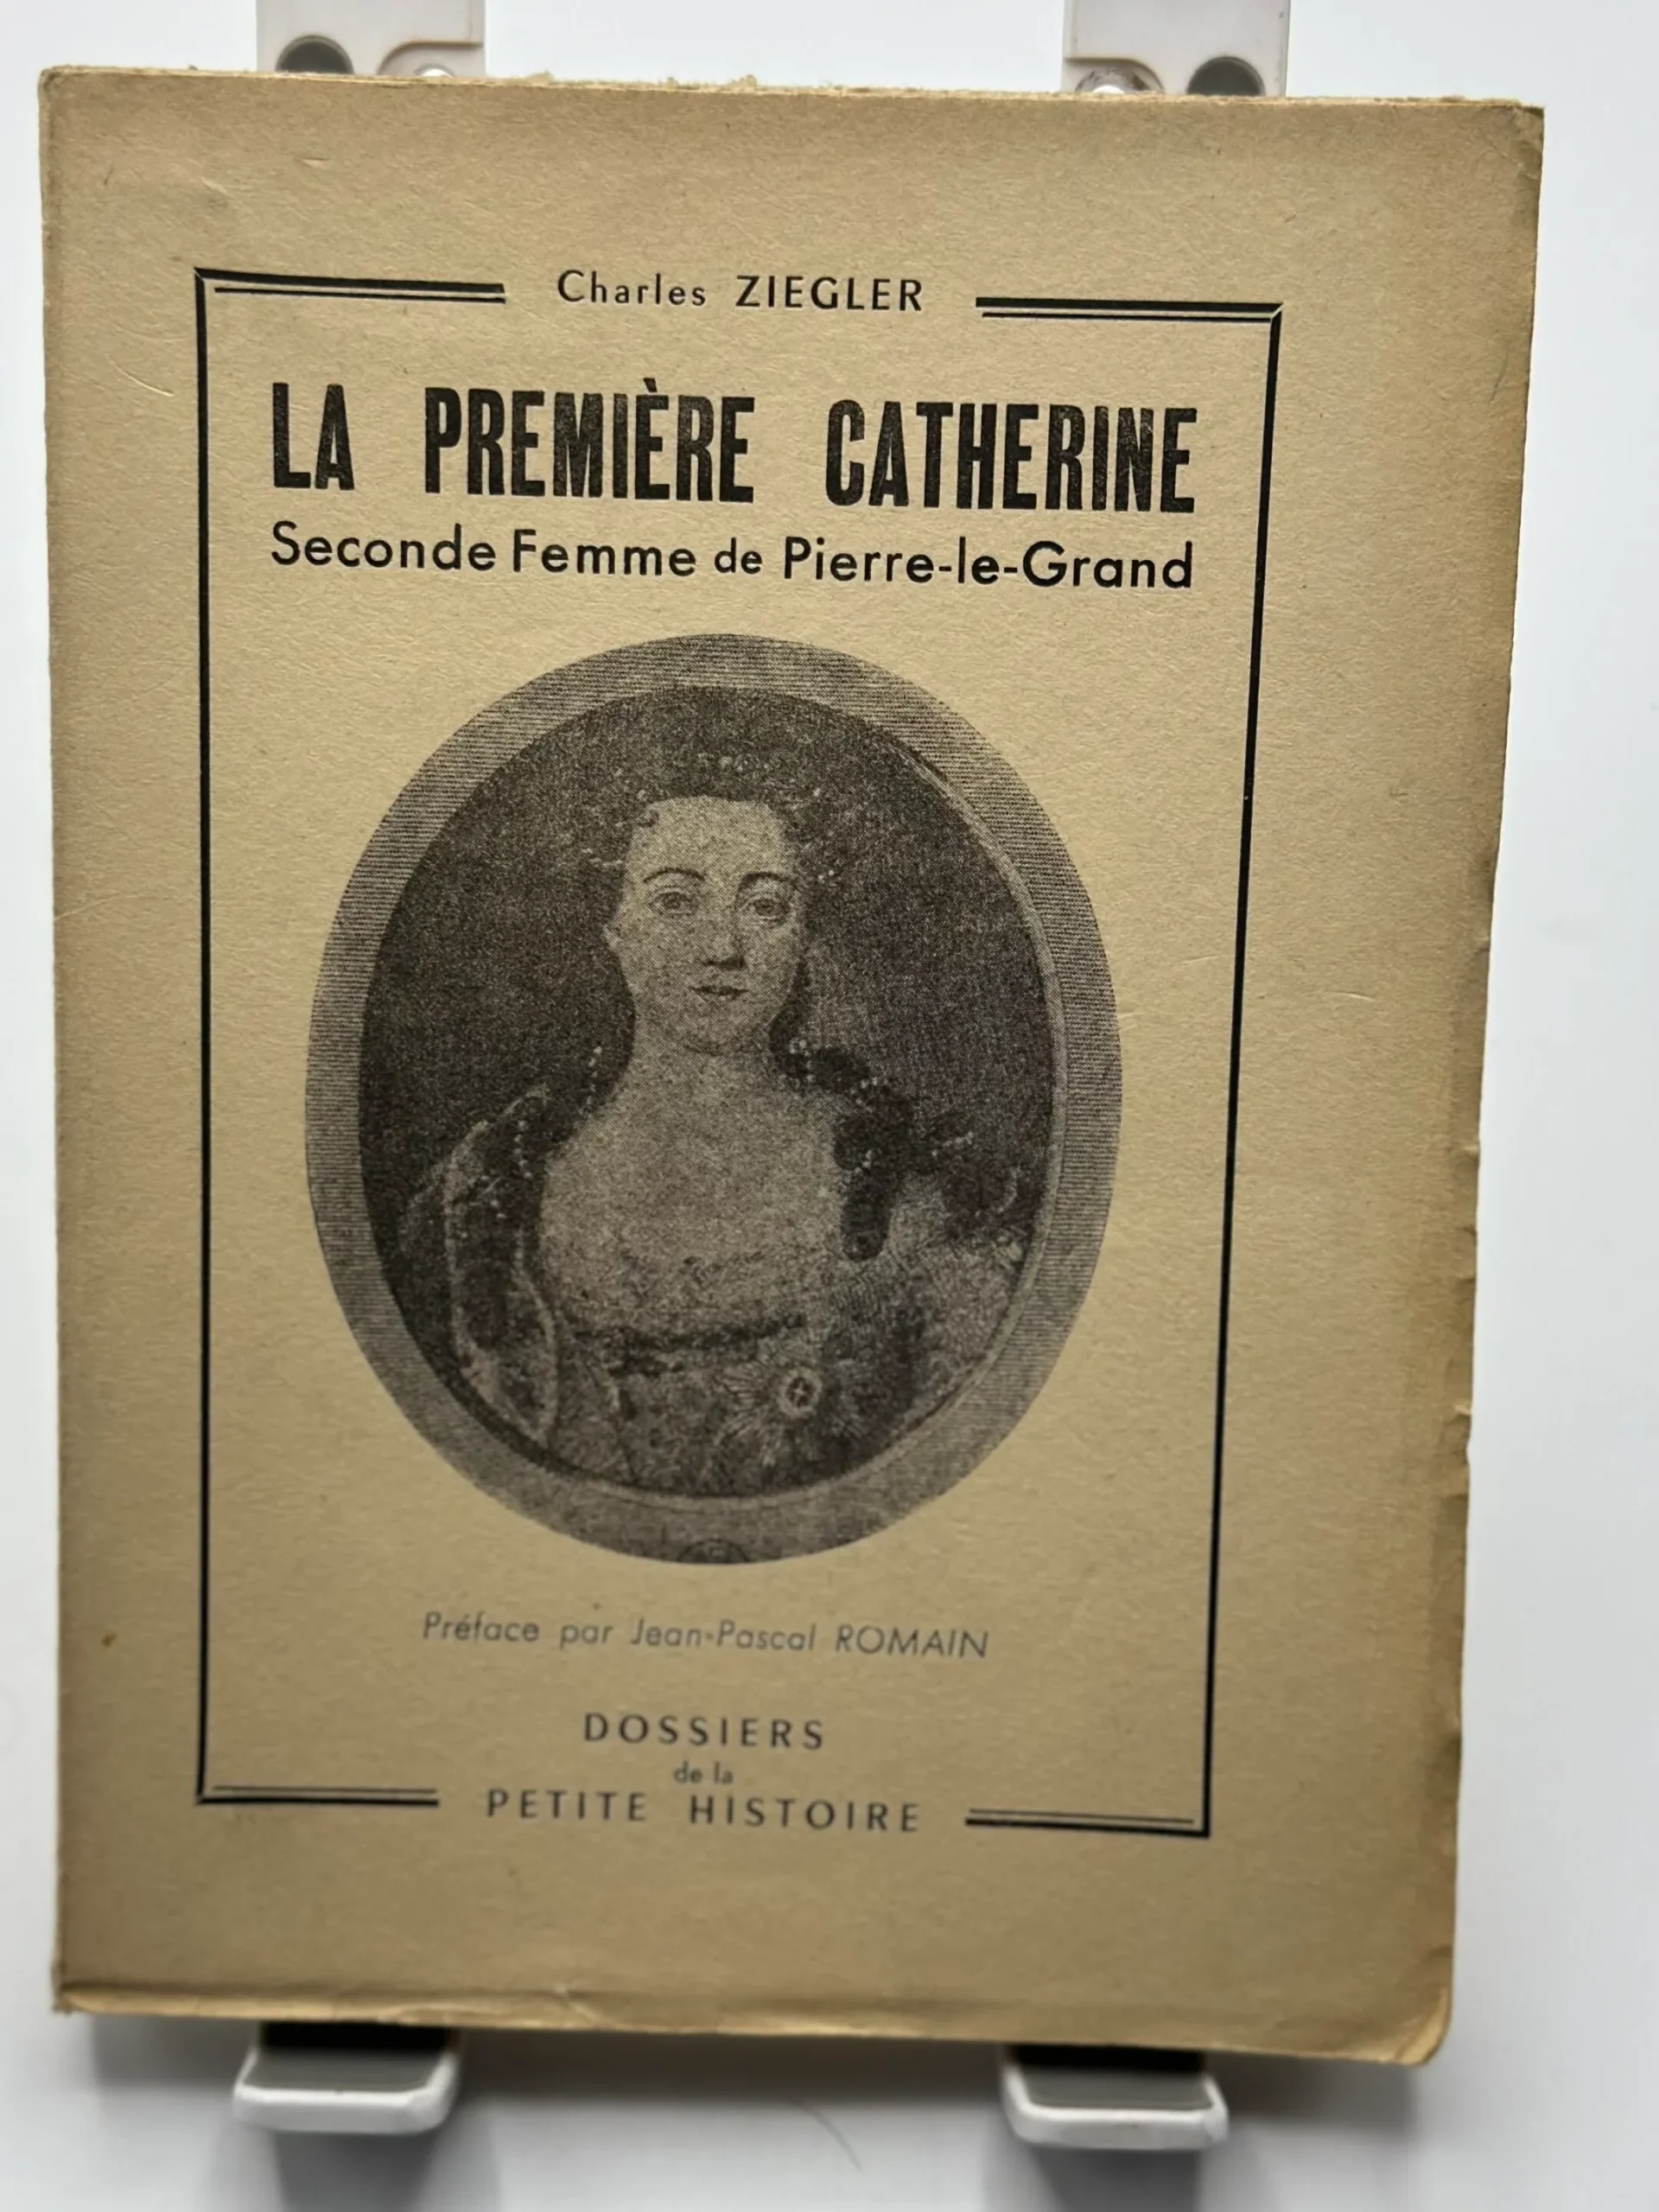 Charles ZIEGLER
LA PREMIÈRE CATHERINE
Seconde Femme de Pierre-le-Grand
Préface par Jean-Pascal ROMAIN
DOSSIERS
de la
PETITE HISTOIRE